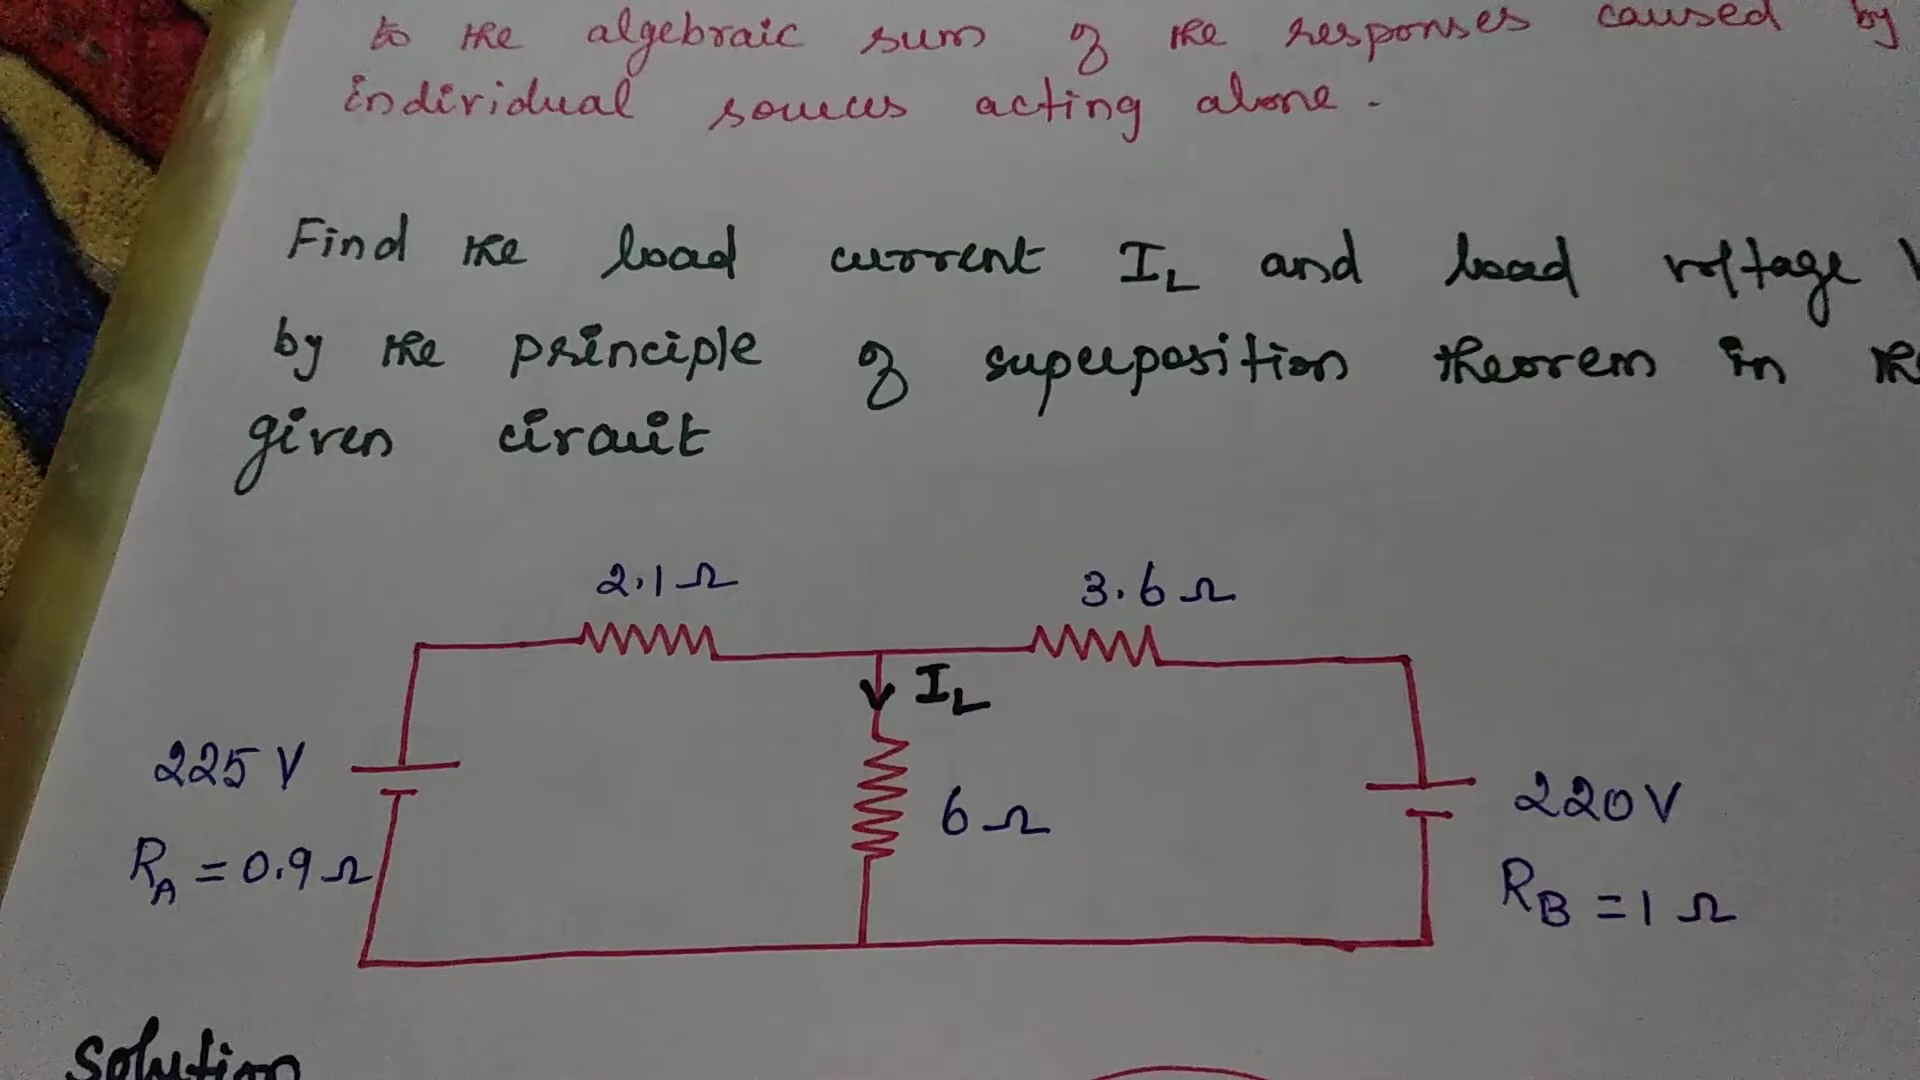 to the algebraic sum of the responses caused by
individual sources acting alone.
Find the load current IL and load voltage V
by the principle of superposition theorem in the
given circuit
2.1Ω
3.6Ω
IL
225 V
6Ω
220V
RA = 0.9Ω
RB = 1Ω
Solution